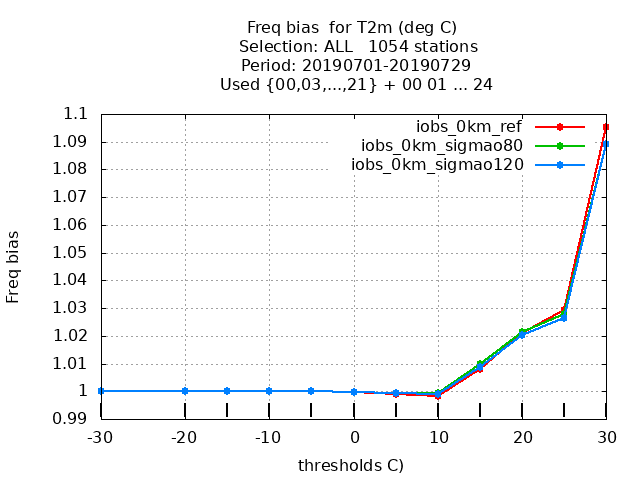 Freq bias  for T2m (deg C)
Selection: ALL   1054 stations
Period: 20190701-20190729
Used {00,03,...,21} + 00 01 ... 24
iobs_0km_ref
iobs_0km_sigmao80
iobs_0km_sigmao120
1.1
1.09
1.08
1.07
1.06
1.05
1.04
1.03
1.02
1.01
1
0.99
Freq bias
-30
-20
-10
0
10
20
30
thresholds C)